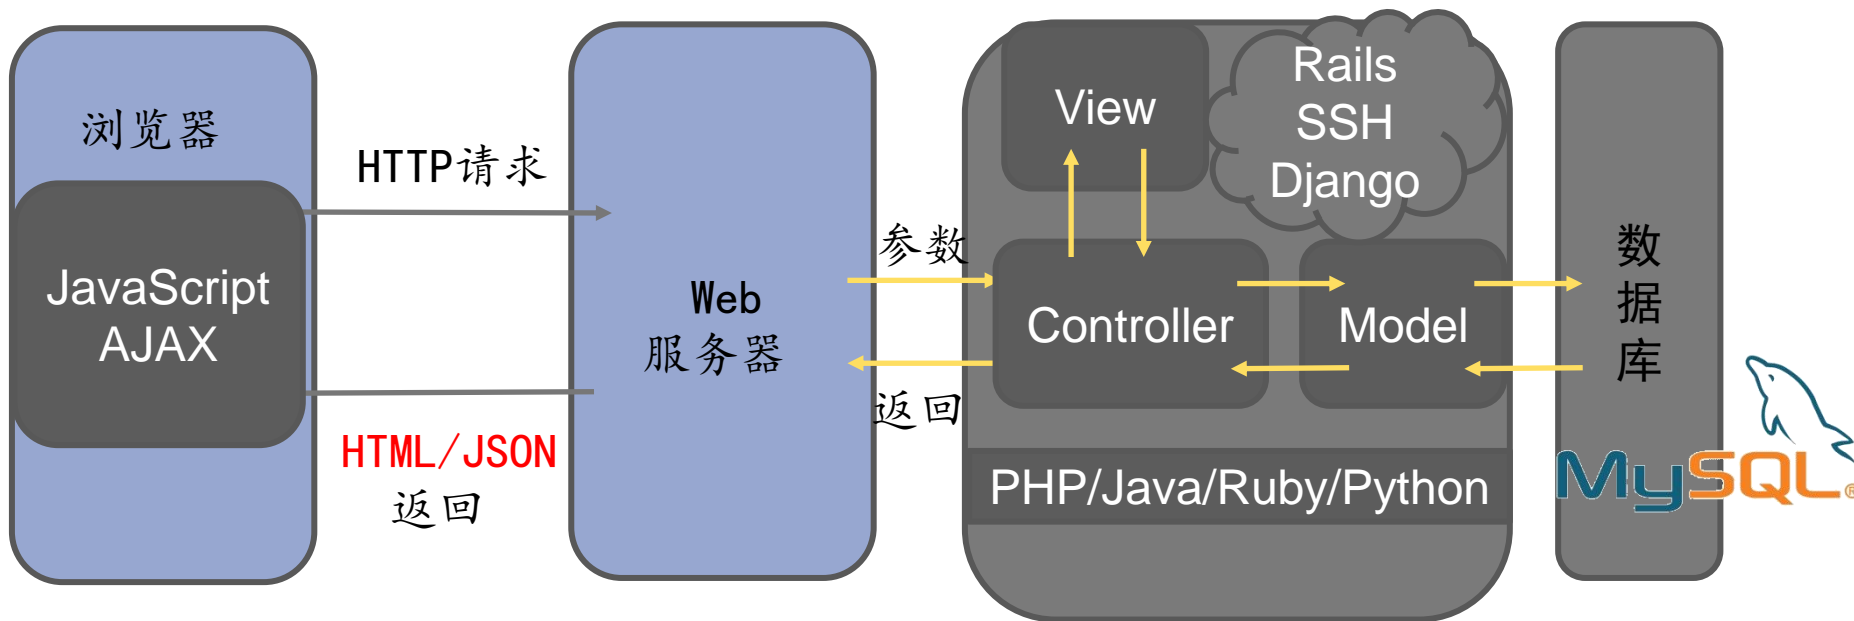 浏览器
JavaScript
AJAX
HTTP请求
HTML/JSON
返回
Web
服务器
参数
返回
View
Rails
SSH
Django
Controller
Model
PHP/Java/Ruby/Python
数
据
库
MySQL®